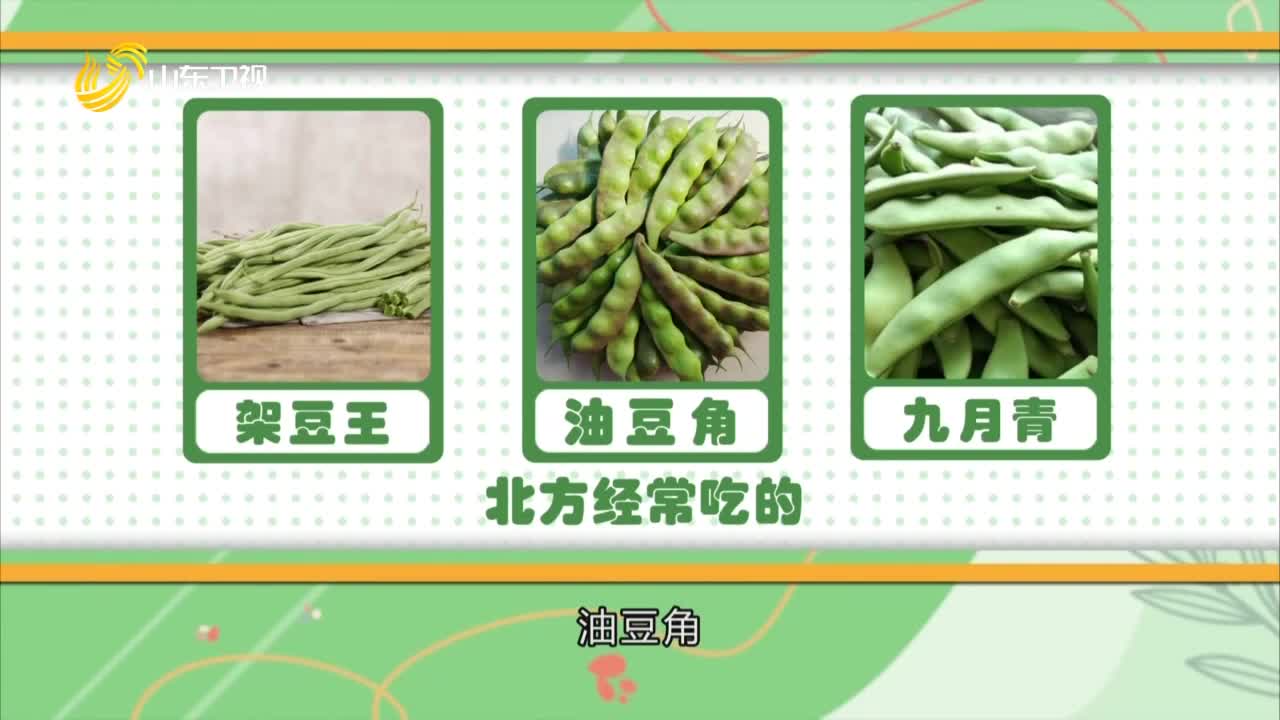 山东卫视
架豆王
油豆角
九月青
北方经常吃的
油豆角